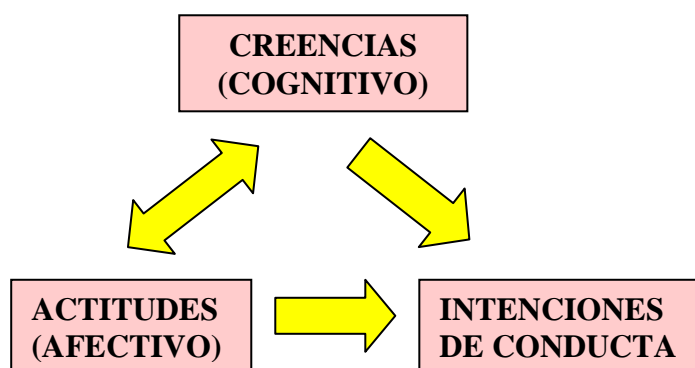 CREENCIAS
(COGNITIVO)
ACTITUDES
(AFECTIVO)
INTENCIONES
DE CONDUCTA